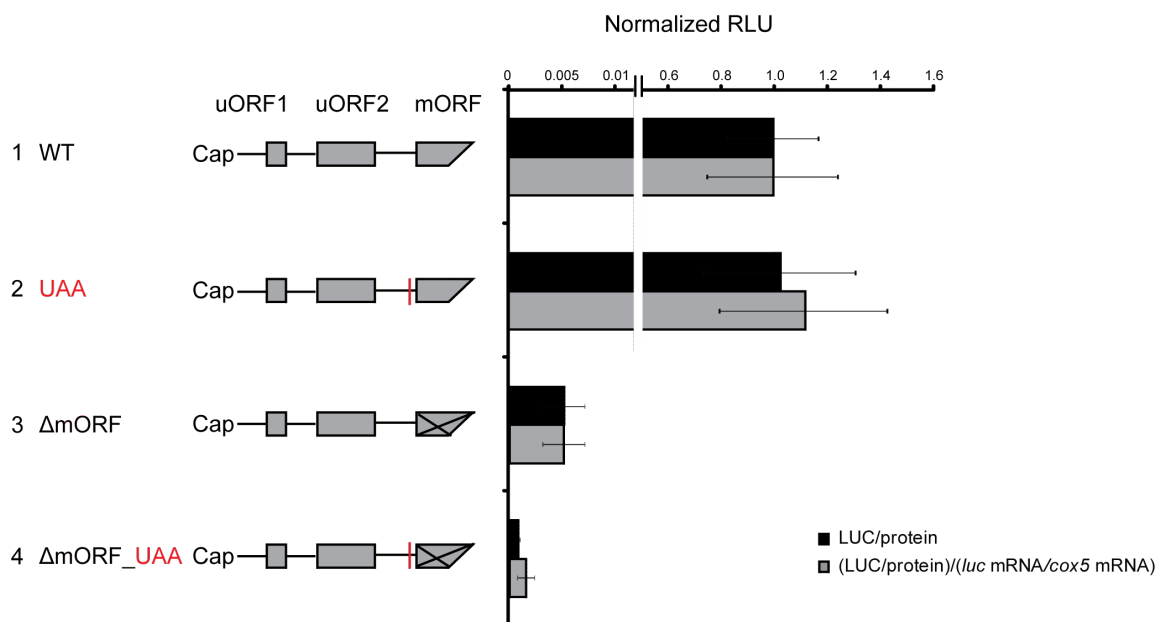 Normalized RLU
0 0.005 0.01 0.6 0.8 1.0 1.2 1.4 1.6
uORF1 uORF2 mORF
1 WT Cap
2 UAA Cap
3 ΔmORF Cap
4 ΔmORF_UAA Cap
LUC/protein
(LUC/protein)/(luc mRNA/cox5 mRNA)